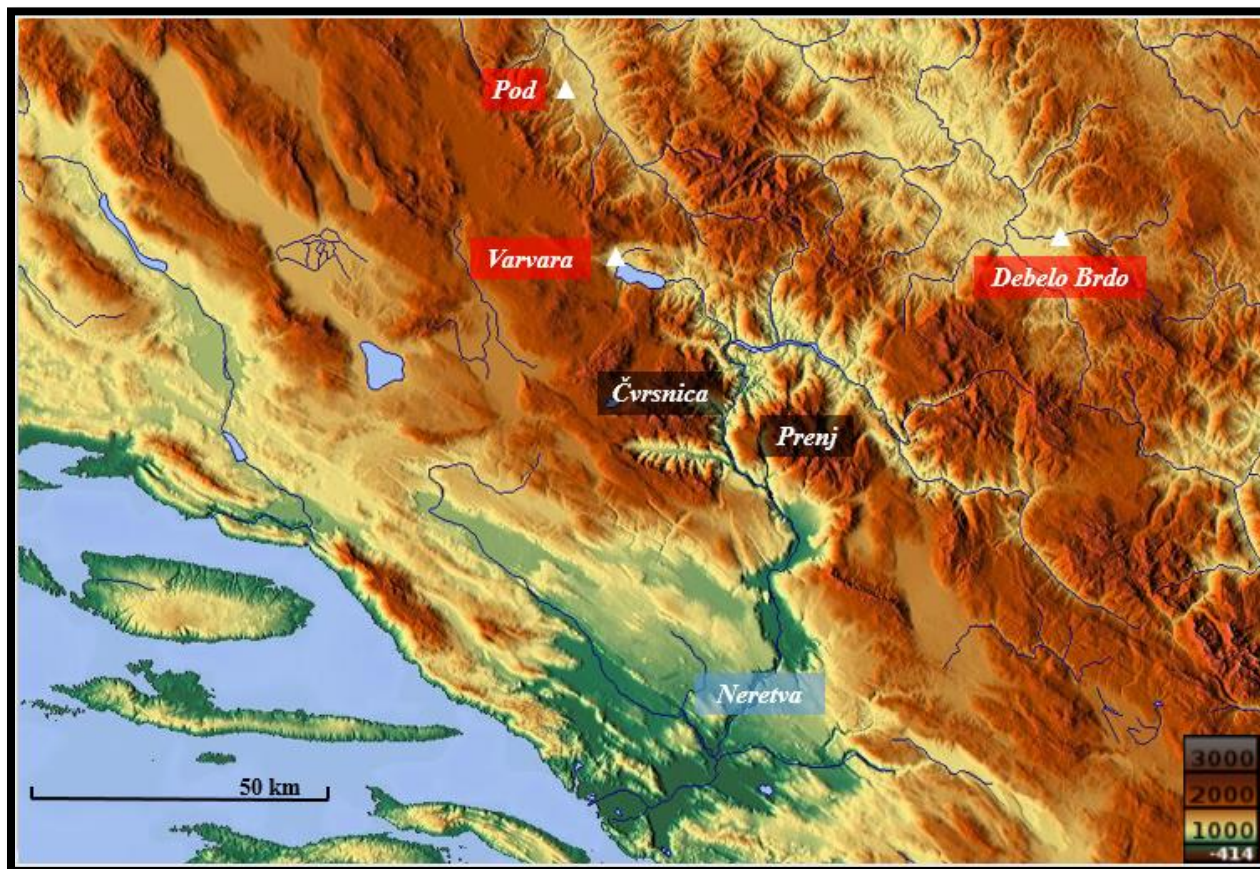 Pod
Varvara
Debelo Brdo
Čvrsnica
Prenj
Neretva
50 km
3000
2000
1000
-414